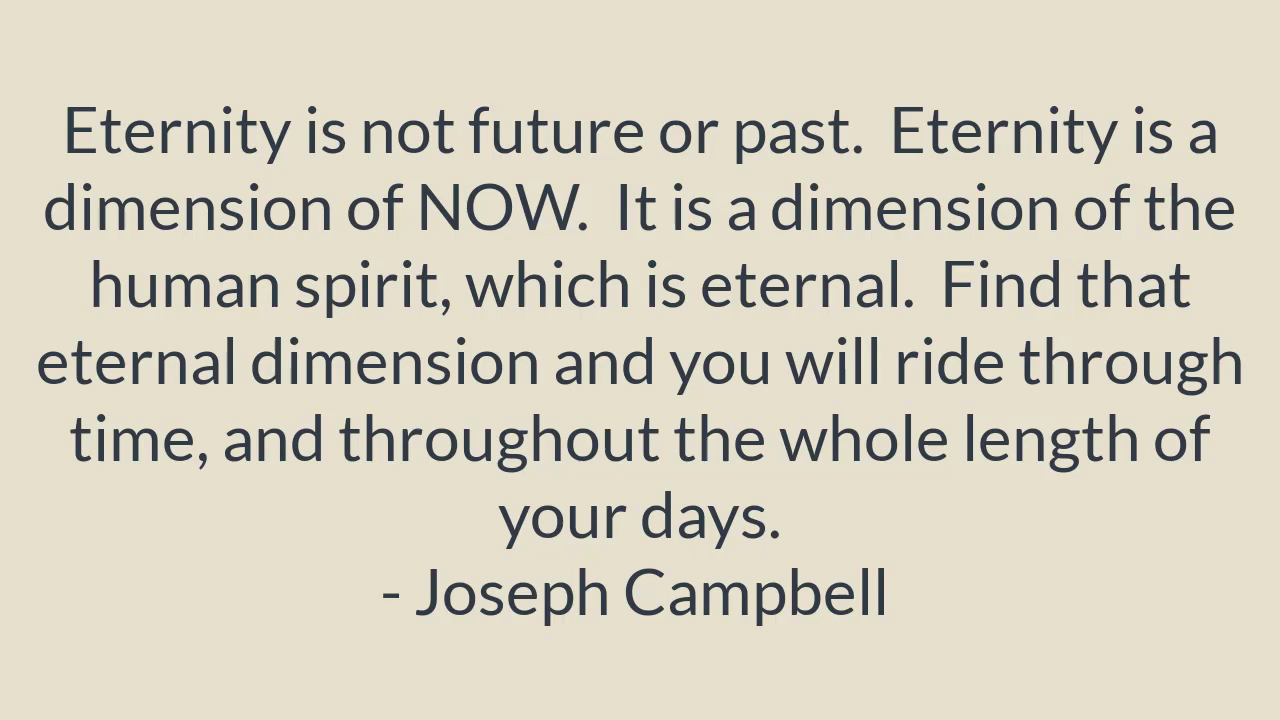 Eternity is not future or past.  Eternity is a
dimension of NOW.  It is a dimension of the
human spirit, which is eternal.  Find that
eternal dimension and you will ride through
time, and throughout the whole length of
your days.
- Joseph Campbell